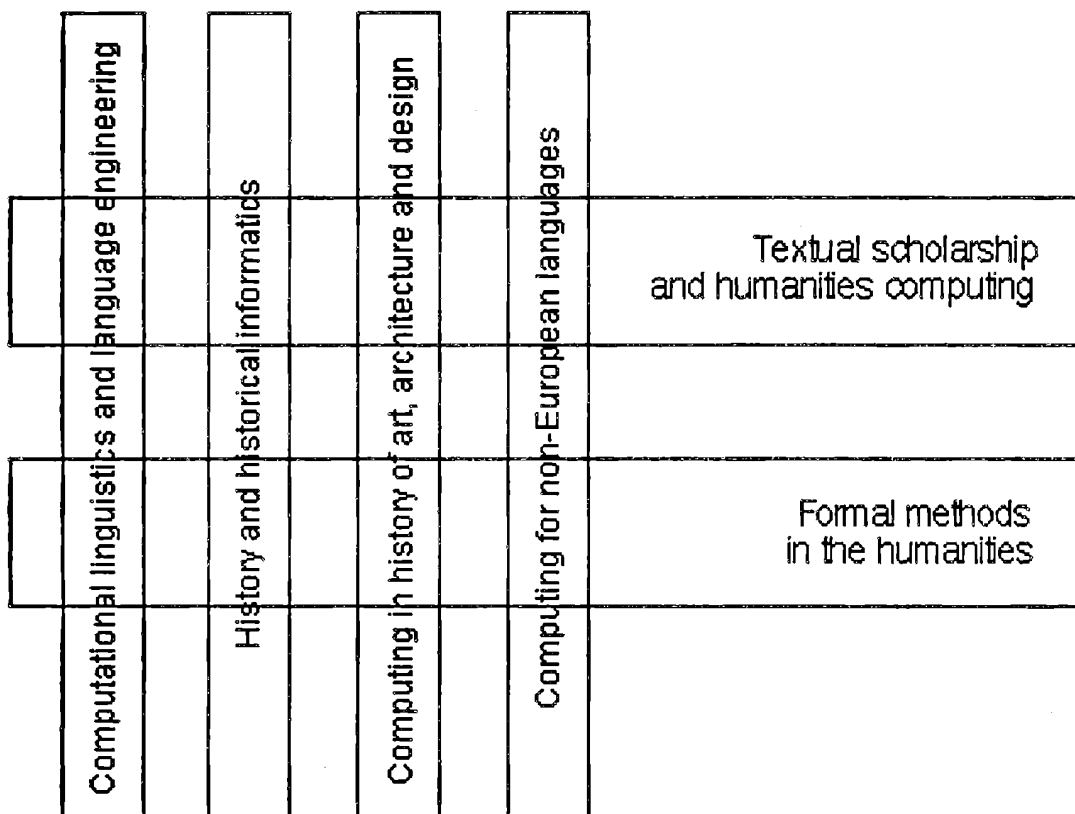 Computational linguistics and language engineering
History and historical informatics
Computing in history of art, architecture and design
Computing for non-European languages
Textual scholarship
and humanities computing
Formal methods
in the humanities